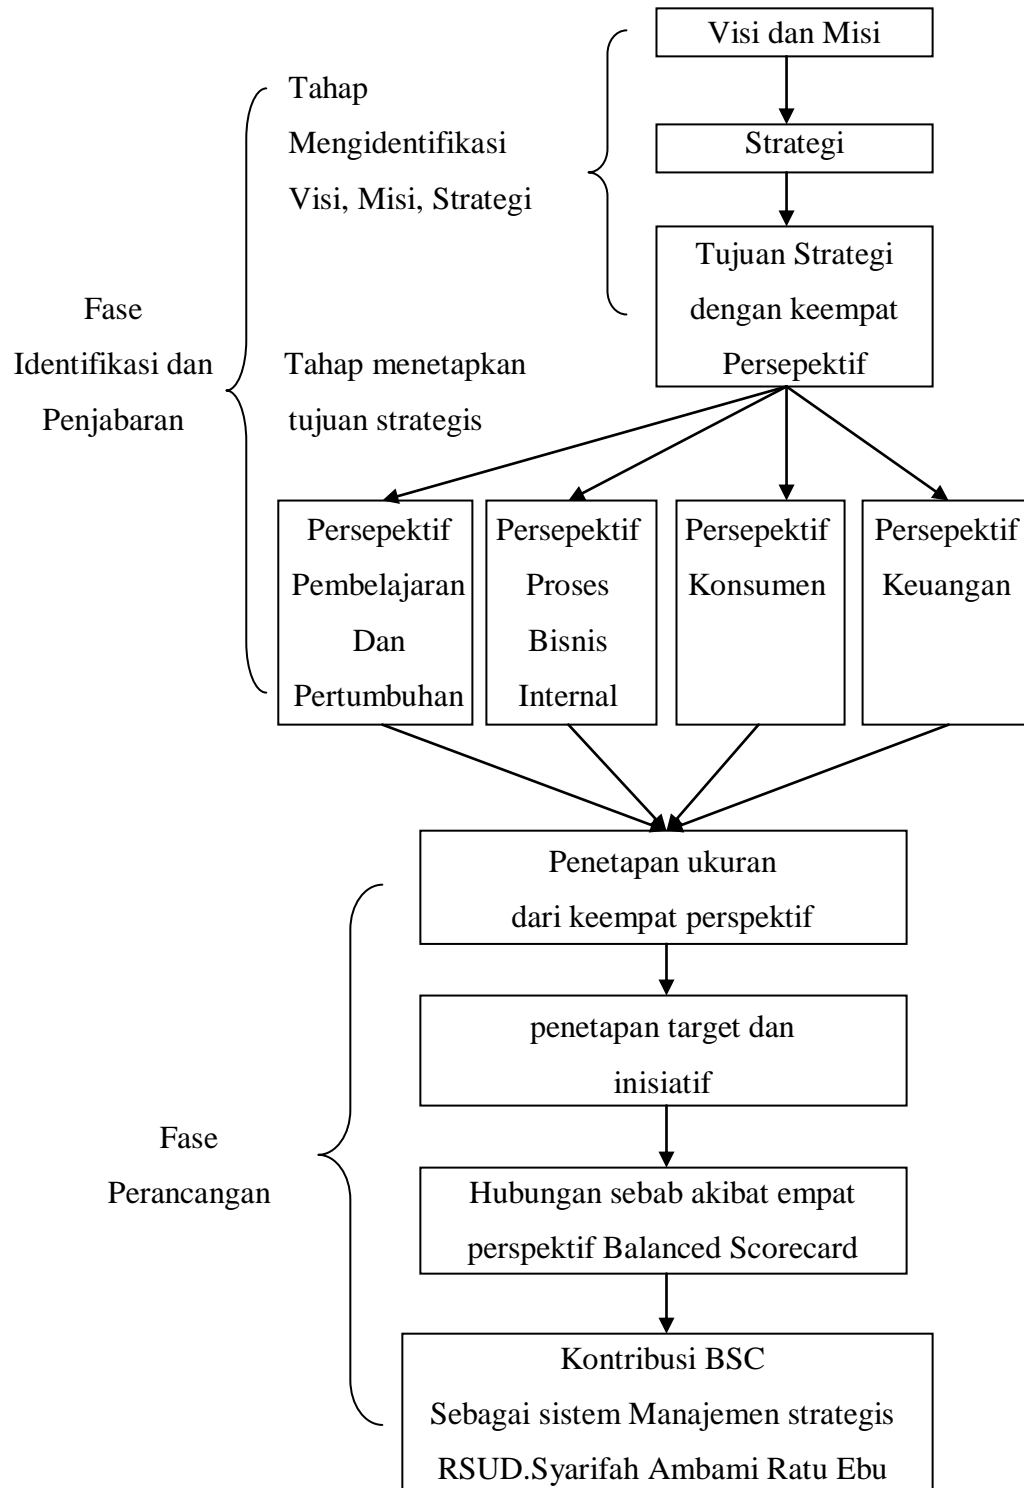 Visi dan Misi
Tahap
Mengidentifikasi
Visi, Misi, Strategi
Strategi
Tujuan Strategi
dengan keempat
Persepektif
Fase
Identifikasi dan
Penjabaran
Tahap menetapkan
tujuan strategis
Persepektif
Pembelajaran
Dan
Pertumbuhan
Persepektif
Proses
Bisnis
Internal
Persepektif
Konsumen
Persepektif
Keuangan
Penetapan ukuran
dari keempat perspektif
penetapan target dan
inisiatif
Fase
Perancangan
Hubungan sebab akibat empat
perspektif Balanced Scorecard
Kontribusi BSC
Sebagai sistem Manajemen strategis
RSUD.Syarifah Ambami Ratu Ebu